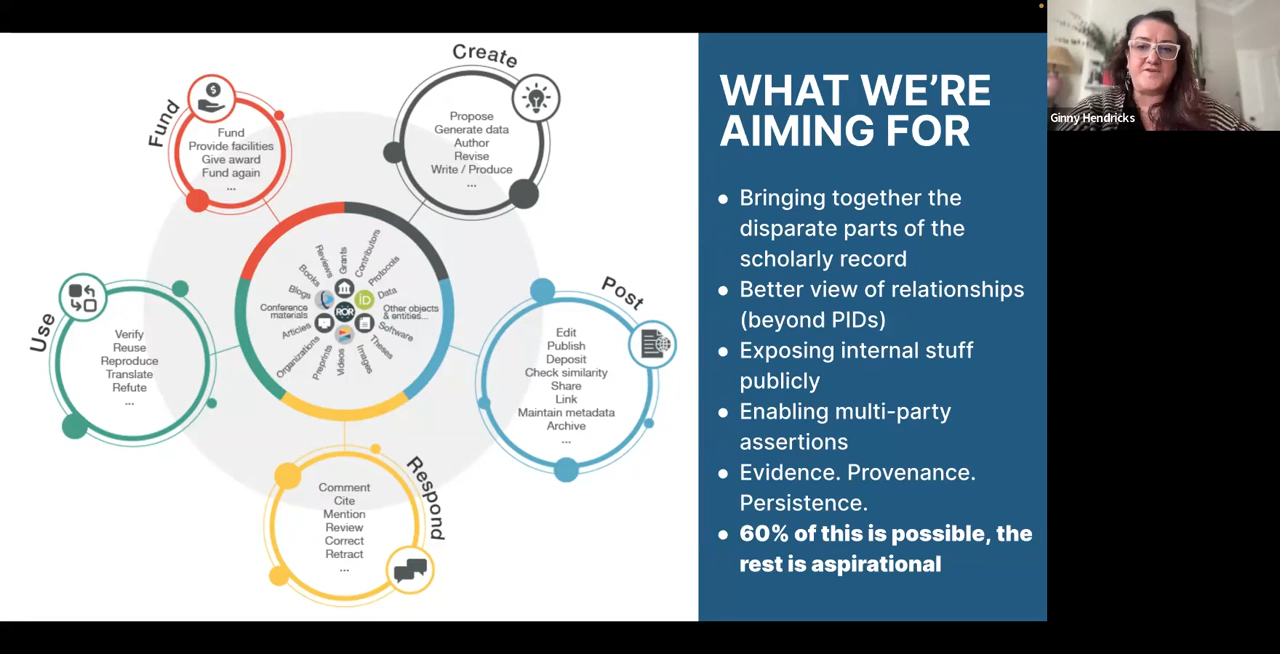 Fund
Fund
Provide facilities
Give award
Fund again
...
Create
Propose
Generate data
Author
Revise
Write / Produce
...
Use
Verify
Reuse
Reproduce
Translate
Refute
...
Grants
Contributors
Protocols
Data
Other objects
& entities...
Software
Theses
Images
Videos
Preprints
Organizations
Articles
Conference
materials
Blogs
Books
Reviews
iD
ROR
Post
Edit
Publish
Deposit
Check similarity
Share
Link
Maintain metadata
Archive
...
Respond
Comment
Cite
Mention
Review
Correct
Retract
...
WHAT WE’RE
AIMING FOR
● Bringing together the
disparate parts of the
scholarly record
● Better view of relationships
(beyond PIDs)
● Exposing internal stuff
publicly
● Enabling multi-party
assertions
● Evidence. Provenance.
Persistence.
● 60% of this is possible, the
rest is aspirational
Ginny Hendricks